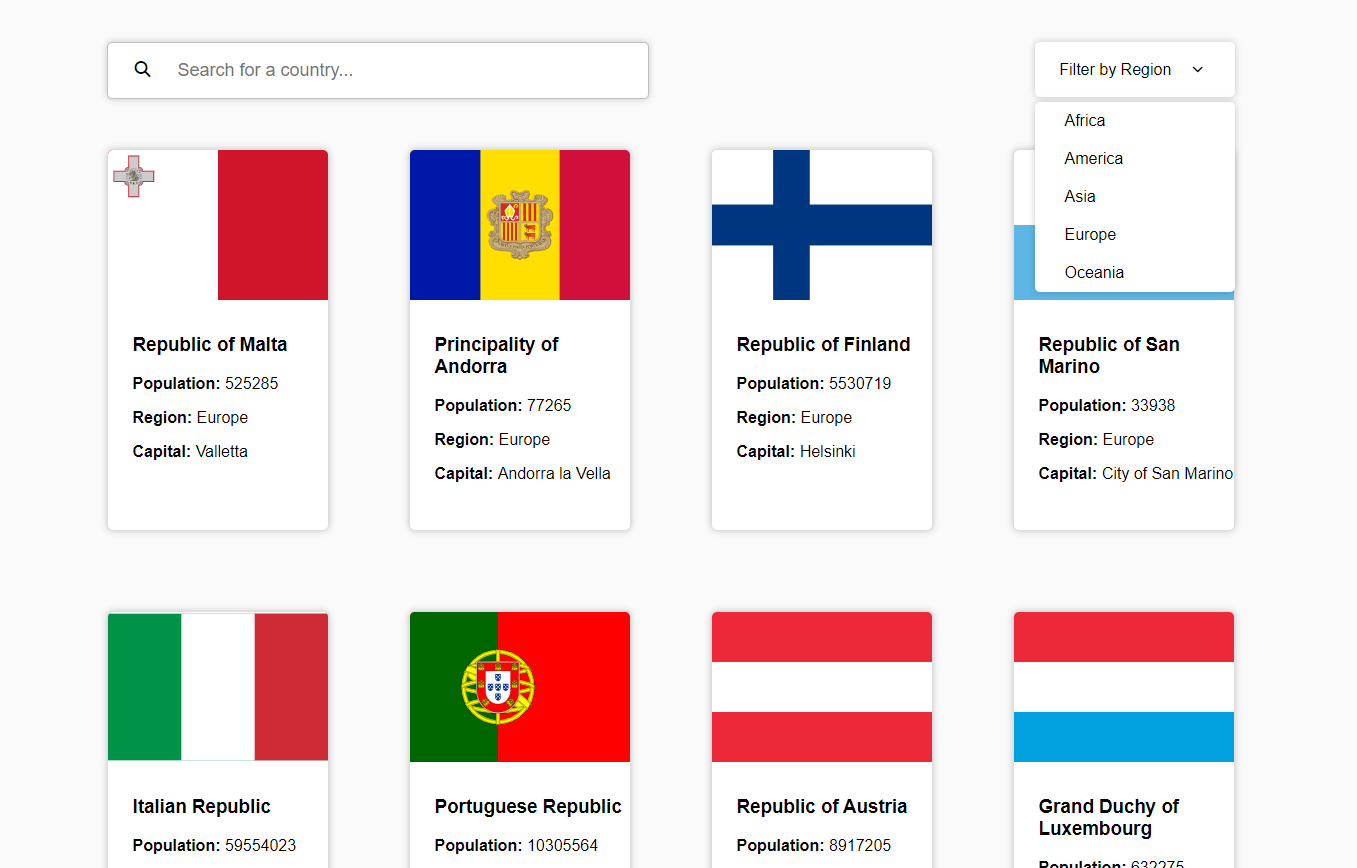 Search for a country...
Filter by Region
Africa
America
Asia
Europe
Oceania
Republic of Malta
Population: 525285
Region: Europe
Capital: Valletta
Principality of
Andorra
Population: 77265
Region: Europe
Capital: Andorra la Vella
Republic of Finland
Population: 5530719
Region: Europe
Capital: Helsinki
Republic of San
Marino
Population: 33938
Region: Europe
Capital: City of San Marino
Italian Republic
Population: 59554023
Portuguese Republic
Population: 10305564
Republic of Austria
Population: 8917205
Grand Duchy of
Luxembourg
Population: 632275